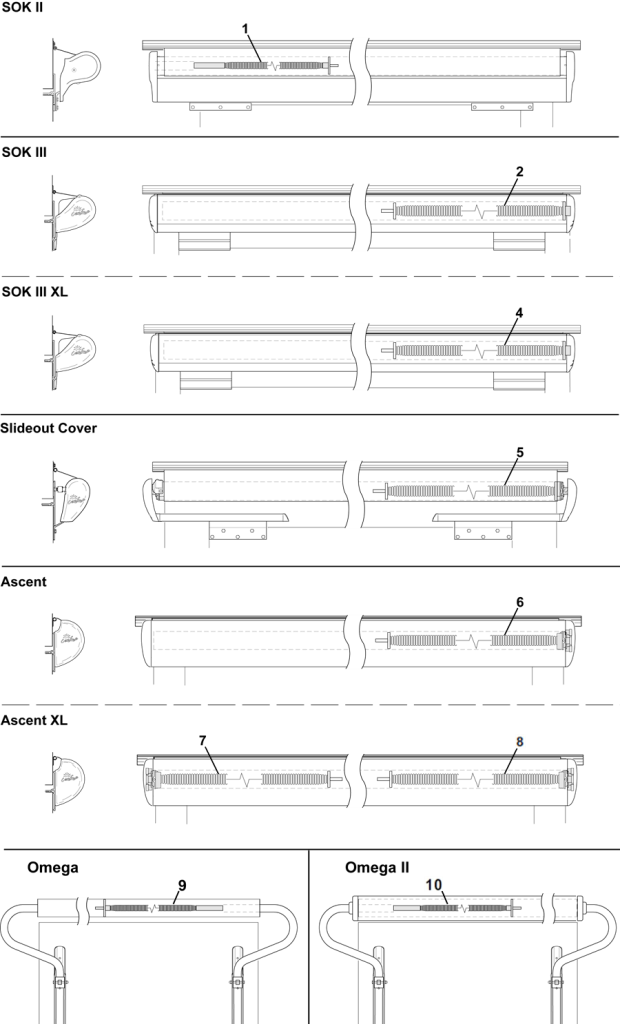 SOK II
1
SOK III
2
SOK III XL
4
Slideout Cover
5
Ascent
6
Ascent XL
7 8
Omega Omega II
9 10